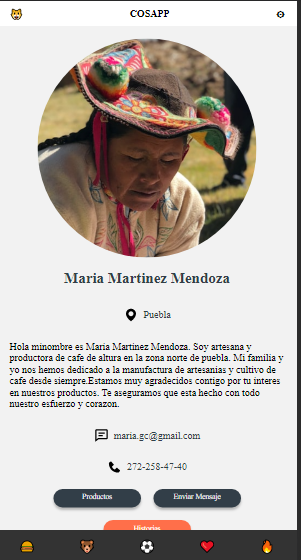 COSAPP
Maria Martinez Mendoza
Puebla
Hola minombre es Maria Martinez Mendoza. Soy artesana y
productora de cafe de altura en la zona norte de puebla. Mi familia y
yo nos hemos dedicado a la manufactura de artesanias y cultivo de
cafe desde siempre.Estamos muy agradecidos contigo por tu interes
en nuestros productos. Te aseguramos que esta hecho con todo
nuestro esfuerzo y corazon.
maria.gc@gmail.com
272-258-47-40
Productos
Enviar Mensaje
Historias